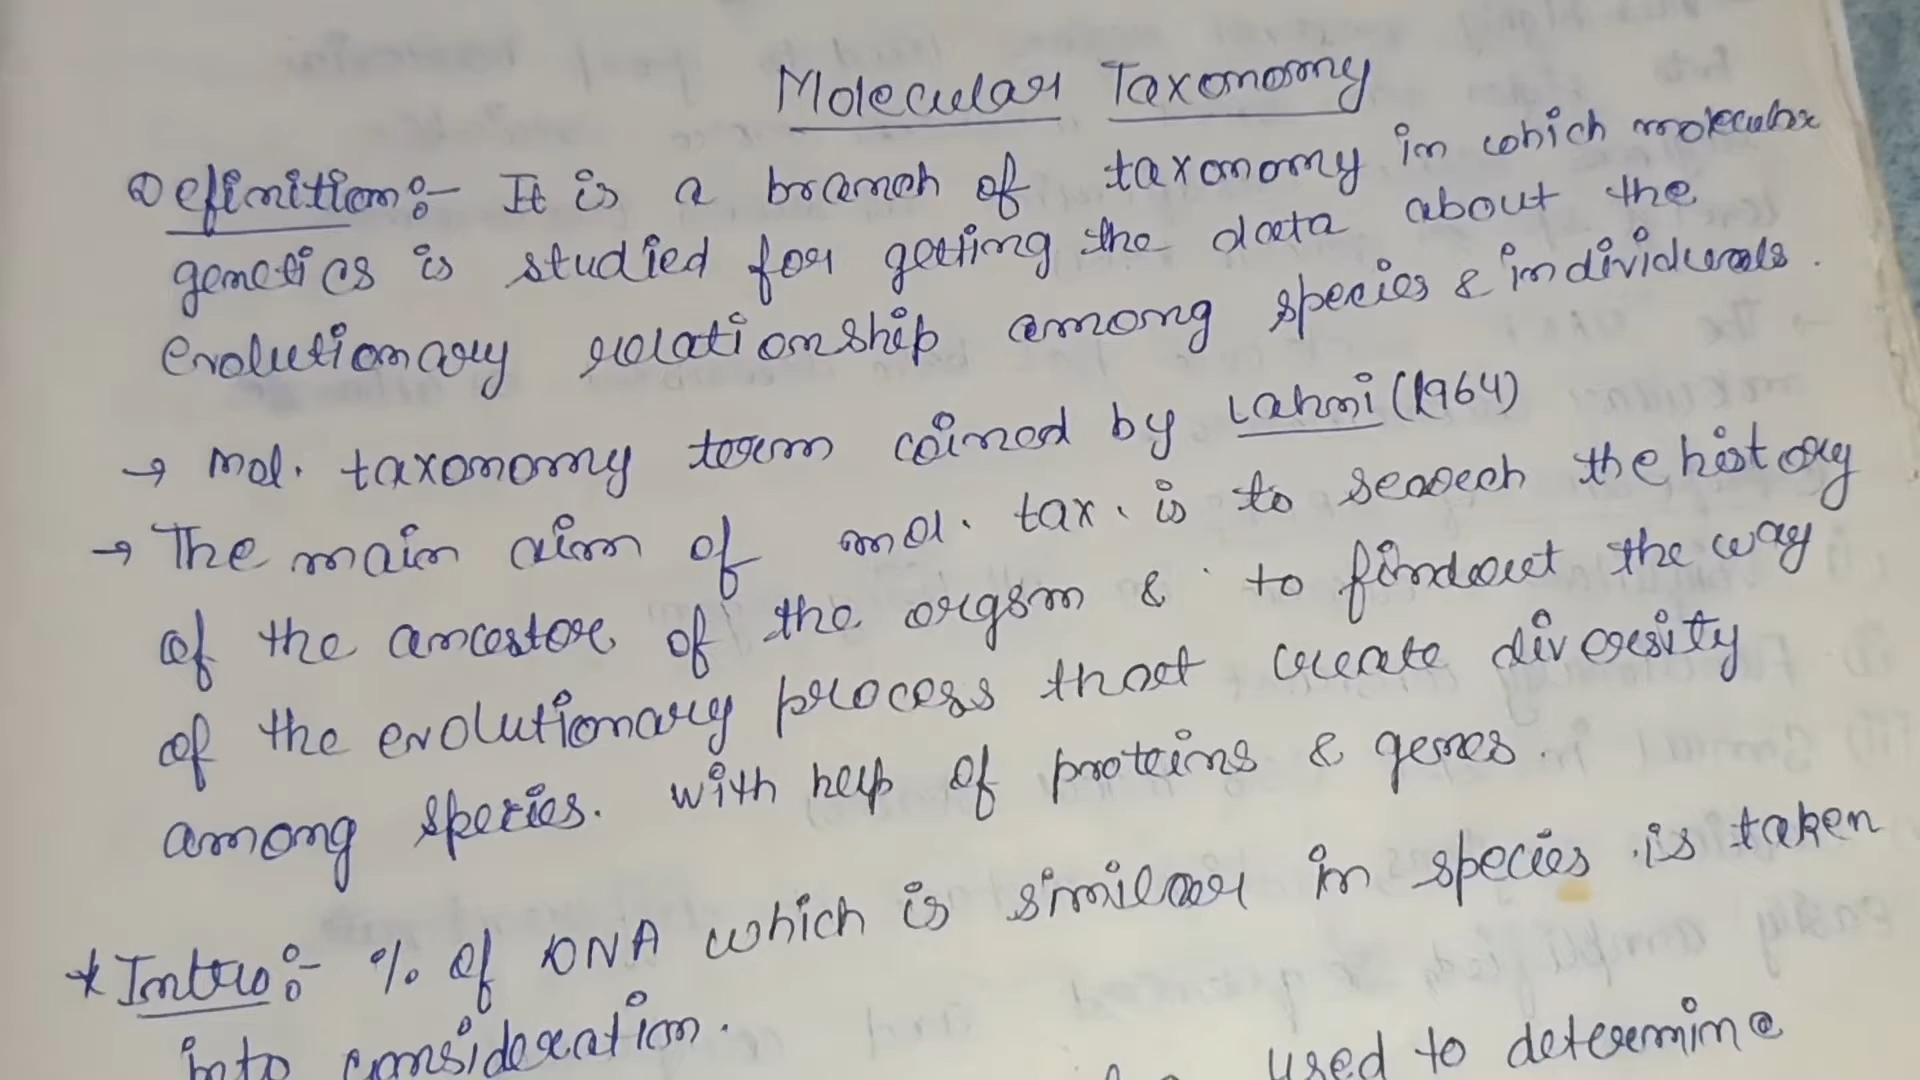 Molecular Taxonomy
Definition:- It is a branch of taxonomy in which molecular
genetics is studied for getting the data about the
evolutionary relationship among species & individuals.
→ mol. taxonomy term coined by Lahni (1964)
→ The main aim of mol. tax. is to search the history
of the ancestor of the orgsm & to findout the way
of the evolutionary process that create diversity
among species. with help of proteins & genes.
* Intro:- % of DNA which is similar in species is taken
into consideration.
used to determine